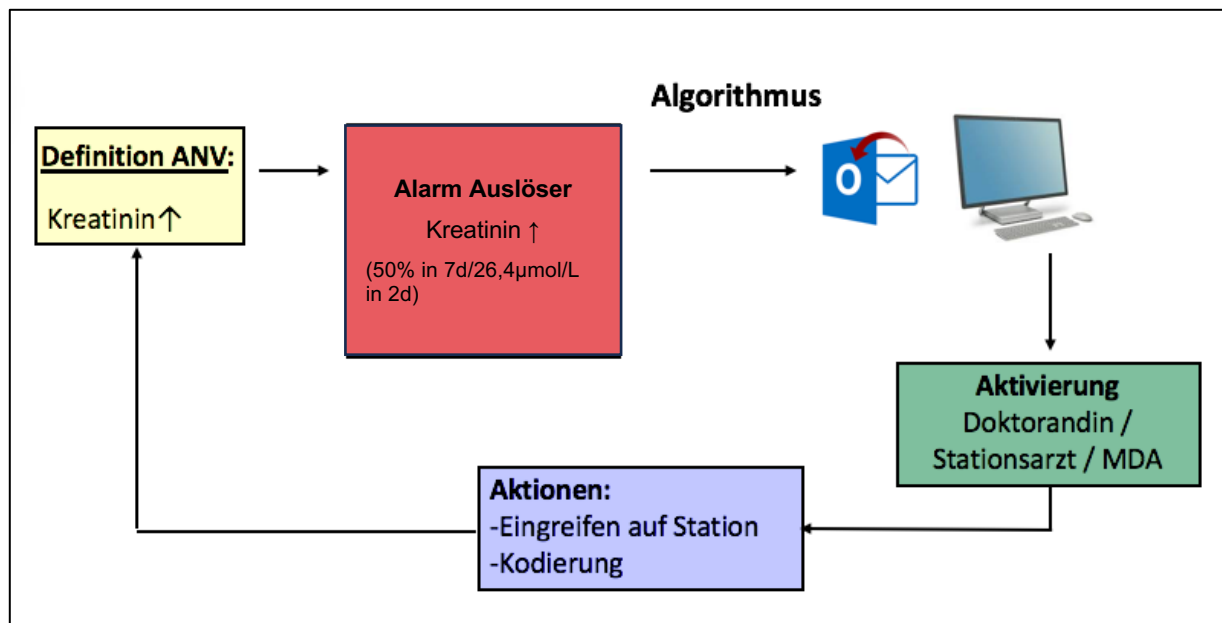 Algorithmus
Definition ANV:
Kreatinin↑
Alarm Auslöser
Kreatinin ↑
(50% in 7d/26,4µmol/L
in 2d)
O
Aktivierung
Doktorandin /
Stationsarzt / MDA
Aktionen:
-Eingreifen auf Station
-Kodierung